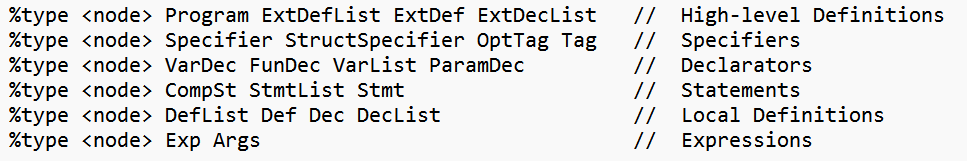 %type <node> Program ExtDefList ExtDef ExtDecList // High-level Definitions
%type <node> Specifier StructSpecifier OptTag Tag // Specifiers
%type <node> VarDec FunDec VarList ParamDec // Declarators
%type <node> CompSt StmtList Stmt // Statements
%type <node> DefList Def Dec DecList // Local Definitions
%type <node> Exp Args // Expressions